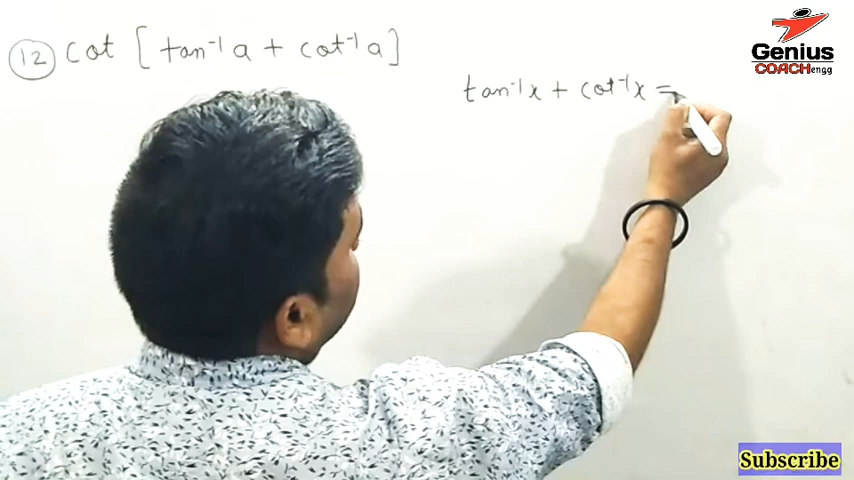 12 cot [tan⁻¹a + cot⁻¹a]
tan⁻¹x + cot⁻¹x =
Genius
COACHengg
Subscribe